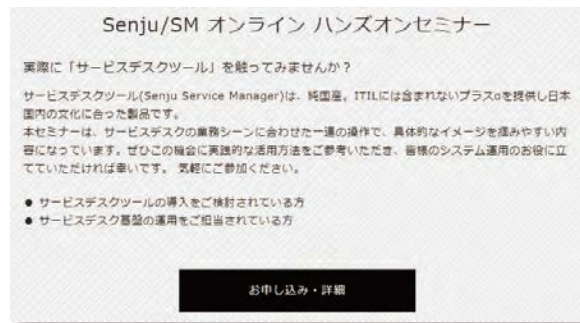 Senju/SM オンライン ハンズオンセミナー
実際に「サービスデスクツール」を触ってみませんか？
サービスデスクツール(Senju Service Manager)は、純国産。ITILには含まれないプラスαを提供し日本
国内の文化に合った製品です。
本セミナーは、サービスデスクの業務シーンに合わせた一連の操作で、具体的なイメージを掴みやすい内
容になっています。ぜひこの機会に実践的な活用方法をご参考いただき、皆様のシステム運用のお役に立
てていただければ幸いです。 気軽にご参加ください。
● サービスデスクツールの導入をご検討されている方
● サービスデスク基盤の運用をご担当されている方
お申し込み・詳細